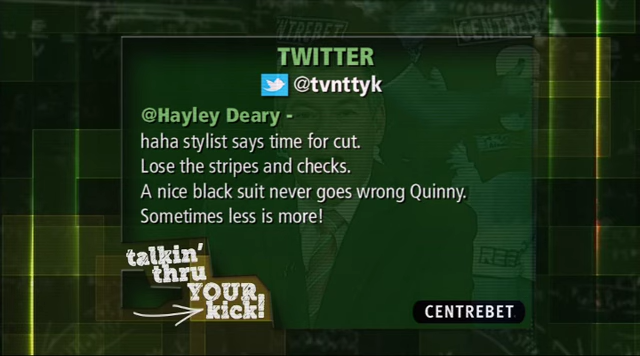 CENTREBET
TWITTER
@tvnttyk
@Hayley Deary -
haha stylist says time for cut.
Lose the stripes and checks.
A nice black suit never goes wrong Quinny.
Sometimes less is more!
talkin'
thru
YOUR
kick!
CENTREBET